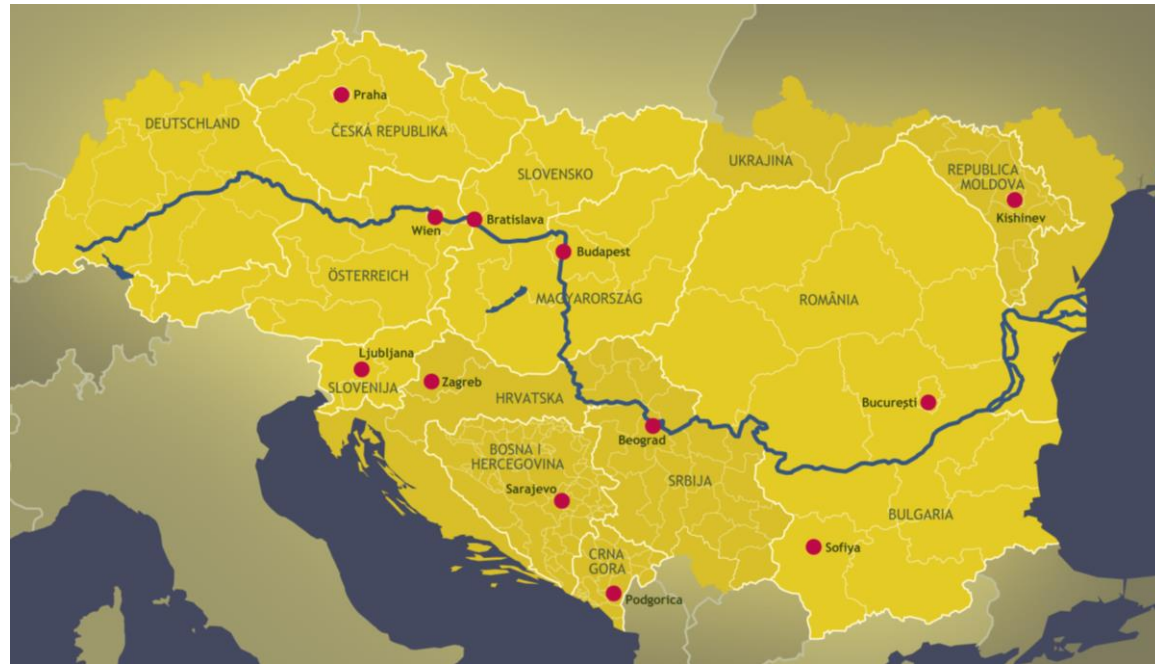 Praha
DEUTSCHLAND
ČESKÁ REPUBLIKA
UKRAJINA
REPUBLICA
MOLDOVA
SLOVENSKO
Kishinev
Bratislava
Wien
Budapest
ÖSTERREICH
MAGYARORSZÁG
ROMÂNIA
Ljubljana
SLOVENIJA
Zagreb
HRVATSKA
București
Beograd
BOSNA I
HERCEGOVINA
SRBIJA
Sarajevo
BULGARIA
Sofiya
CRNA
GORA
Podgorica